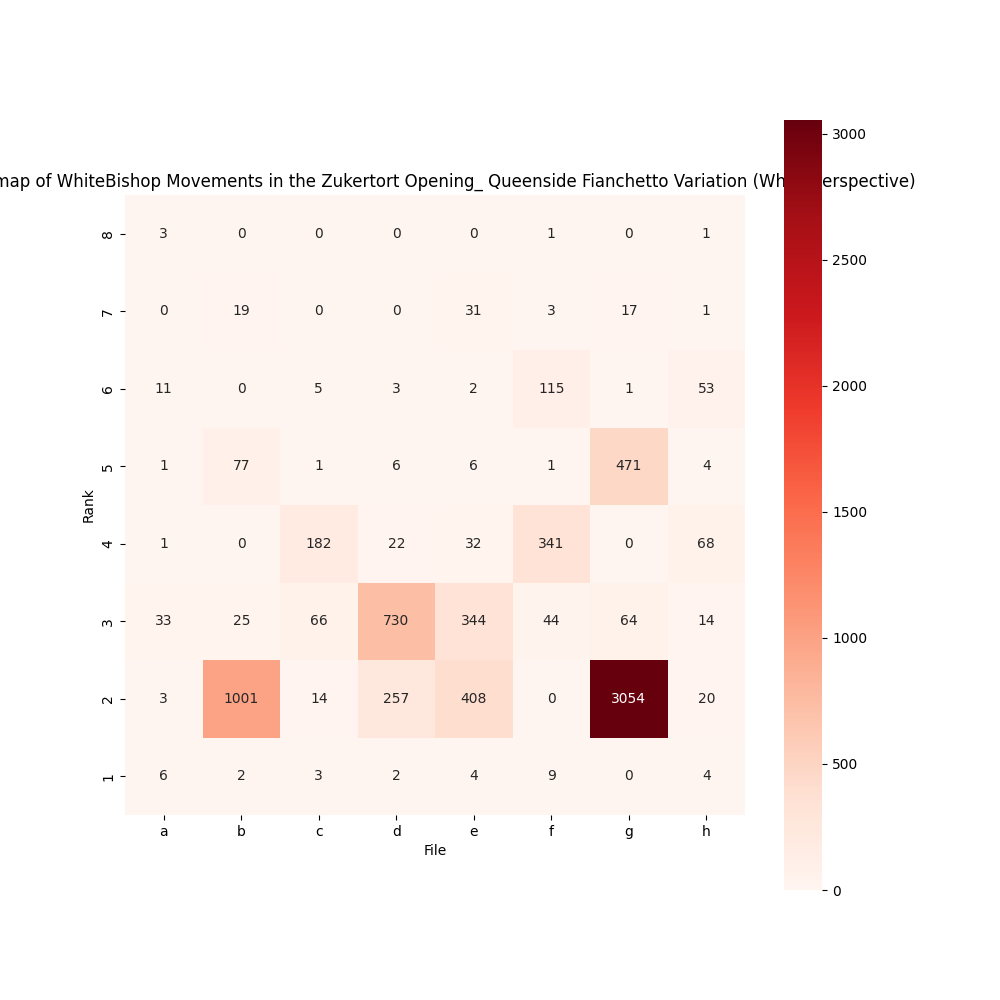 map of WhiteBishop Movements in the Zukertort Opening_ Queenside Fianchetto Variation (Wh erspective)
3000
2500
2000
1500
1000
500
0
Rank
8 3 0 0 0 0 1 0 1
7 0 19 0 0 31 3 17 1
6 11 0 5 3 2 115 1 53
5 1 77 1 6 6 1 471 4
4 1 0 182 22 32 341 0 68
3 33 25 66 730 344 44 64 14
2 3 1001 14 257 408 0 3054 20
1 6 2 3 2 4 9 0 4
a b c d e f g h
File